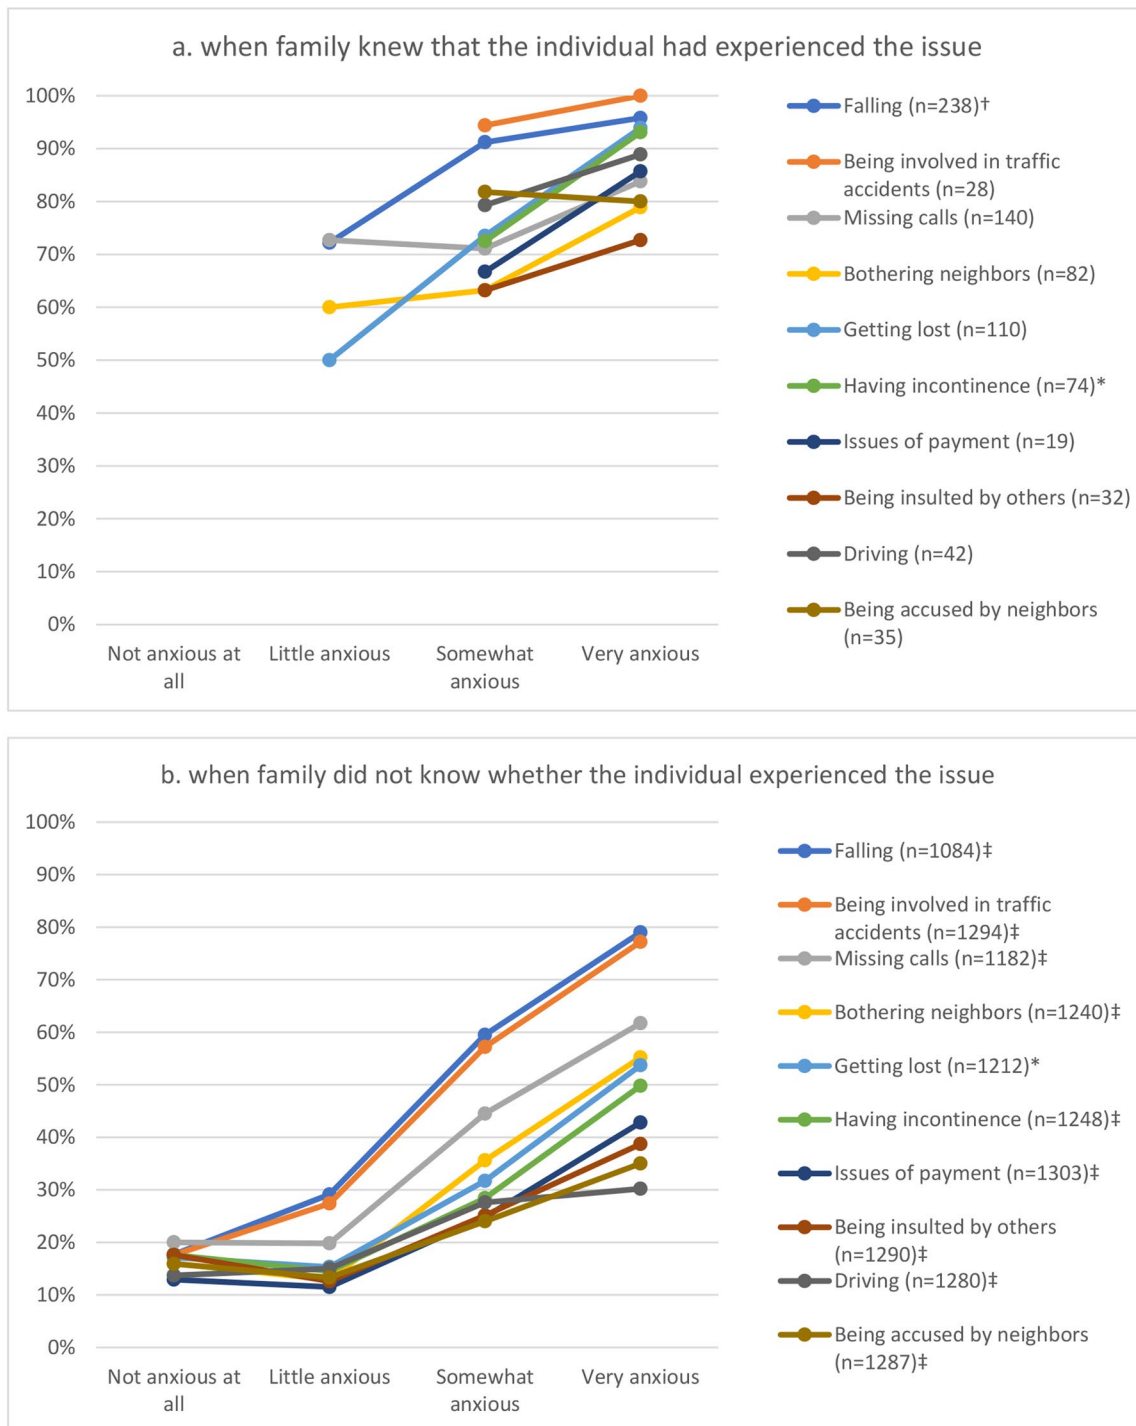 a. when family knew that the individual had experienced the issue
100%
90%
80%
70%
60%
50%
40%
30%
20%
10%
0%
Not anxious at
all
Little anxious
Somewhat
anxious
Very anxious
Falling (n=238)†
Being involved in traffic
accidents (n=28)
Missing calls (n=140)
Bothering neighbors (n=82)
Getting lost (n=110)
Having incontinence (n=74)*
Issues of payment (n=19)
Being insulted by others (n=32)
Driving (n=42)
Being accused by neighbors
(n=35)
b. when family did not know whether the individual experienced the issue
100%
90%
80%
70%
60%
50%
40%
30%
20%
10%
0%
Not anxious at
all
Little anxious
Somewhat
anxious
Very anxious
Falling (n=1084)‡
Being involved in traffic
accidents (n=1294)‡
Missing calls (n=1182)‡
Bothering neighbors (n=1240)‡
Getting lost (n=1212)*
Having incontinence (n=1248)‡
Issues of payment (n=1303)‡
Being insulted by others
(n=1290)‡
Driving (n=1280)‡
Being accused by neighbors
(n=1287)‡